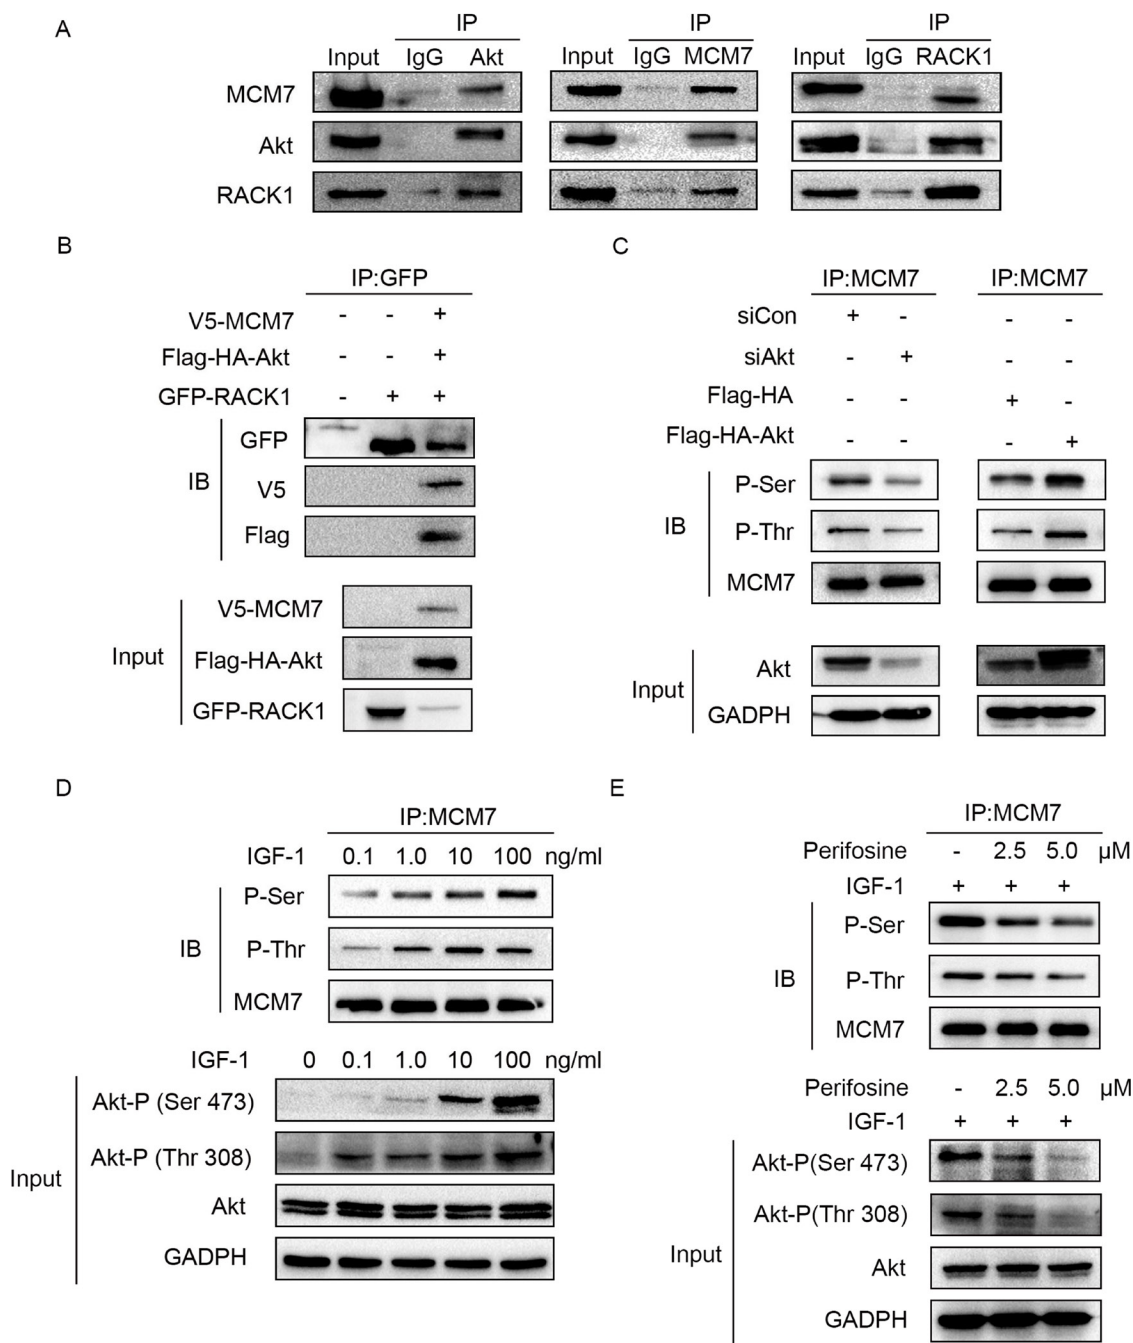 A
IP IP IP
Input IgG Akt Input IgG MCM7 Input IgG RACK1
MCM7
Akt
RACK1
B
IP:GFP
V5-MCM7 - - +
Flag-HA-Akt - - +
GFP-RACK1 - + +
IB
GFP
V5
Flag
Input
V5-MCM7
Flag-HA-Akt
GFP-RACK1
C
IP:MCM7 IP:MCM7
siCon + - - -
siAkt - + - -
Flag-HA - - + -
Flag-HA-Akt - - - +
IB
P-Ser
P-Thr
MCM7
Input
Akt
GADPH
D
IP:MCM7
IGF-1 0.1 1.0 10 100 ng/ml
IB
P-Ser
P-Thr
MCM7
IGF-1 0 0.1 1.0 10 100 ng/ml
Input
Akt-P (Ser 473)
Akt-P (Thr 308)
Akt
GADPH
E
IP:MCM7
Perifosine - 2.5 5.0 µM
IGF-1 + + +
IB
P-Ser
P-Thr
MCM7
Perifosine - 2.5 5.0 µM
IGF-1 + + +
Input
Akt-P(Ser 473)
Akt-P(Thr 308)
Akt
GADPH